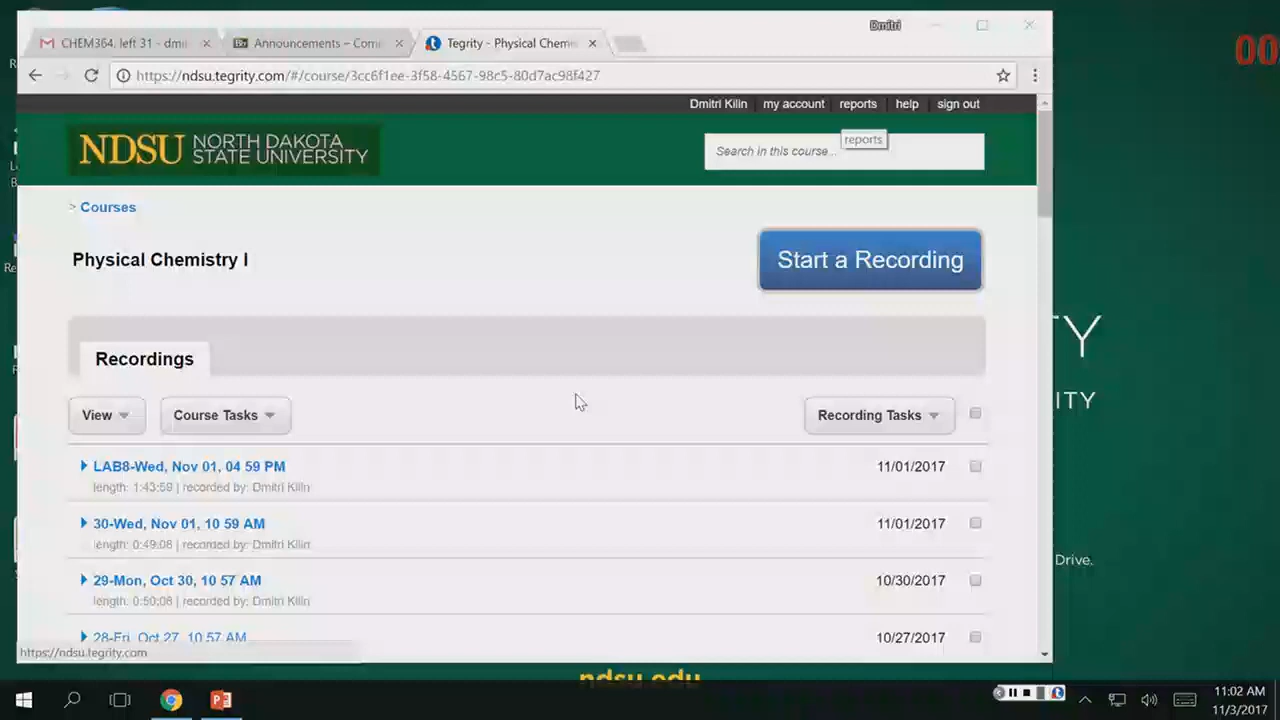 Dmitri
CHEM364. left 31 - dmi
Announcements – Com
Tegrity - Physical Chem
00
https://ndsu.tegrity.com/#/course/3cc6f1ee-3f58-4567-98c5-80d7ac98f427
Dmitri Kilin my account reports help sign out
NDSU NORTH DAKOTA
STATE UNIVERSITY
Search in this course...
reports
> Courses
Physical Chemistry I
Start a Recording
TY
Recordings
ITY
View
Course Tasks
Recording Tasks
LAB8-Wed, Nov 01, 04 59 PM 11/01/2017
length: 1:43:59 | recorded by: Dmitri Kilin
30-Wed, Nov 01, 10 59 AM 11/01/2017
length: 0:49:08 | recorded by: Dmitri Kilin
Drive.
29-Mon, Oct 30, 10 57 AM 10/30/2017
length: 0:50:08 | recorded by: Dmitri Kilin
28-Fri, Oct 27, 10 57 AM 10/27/2017
https://ndsu.tegrity.com
ndsu.edu
11:02 AM
11/3/2017